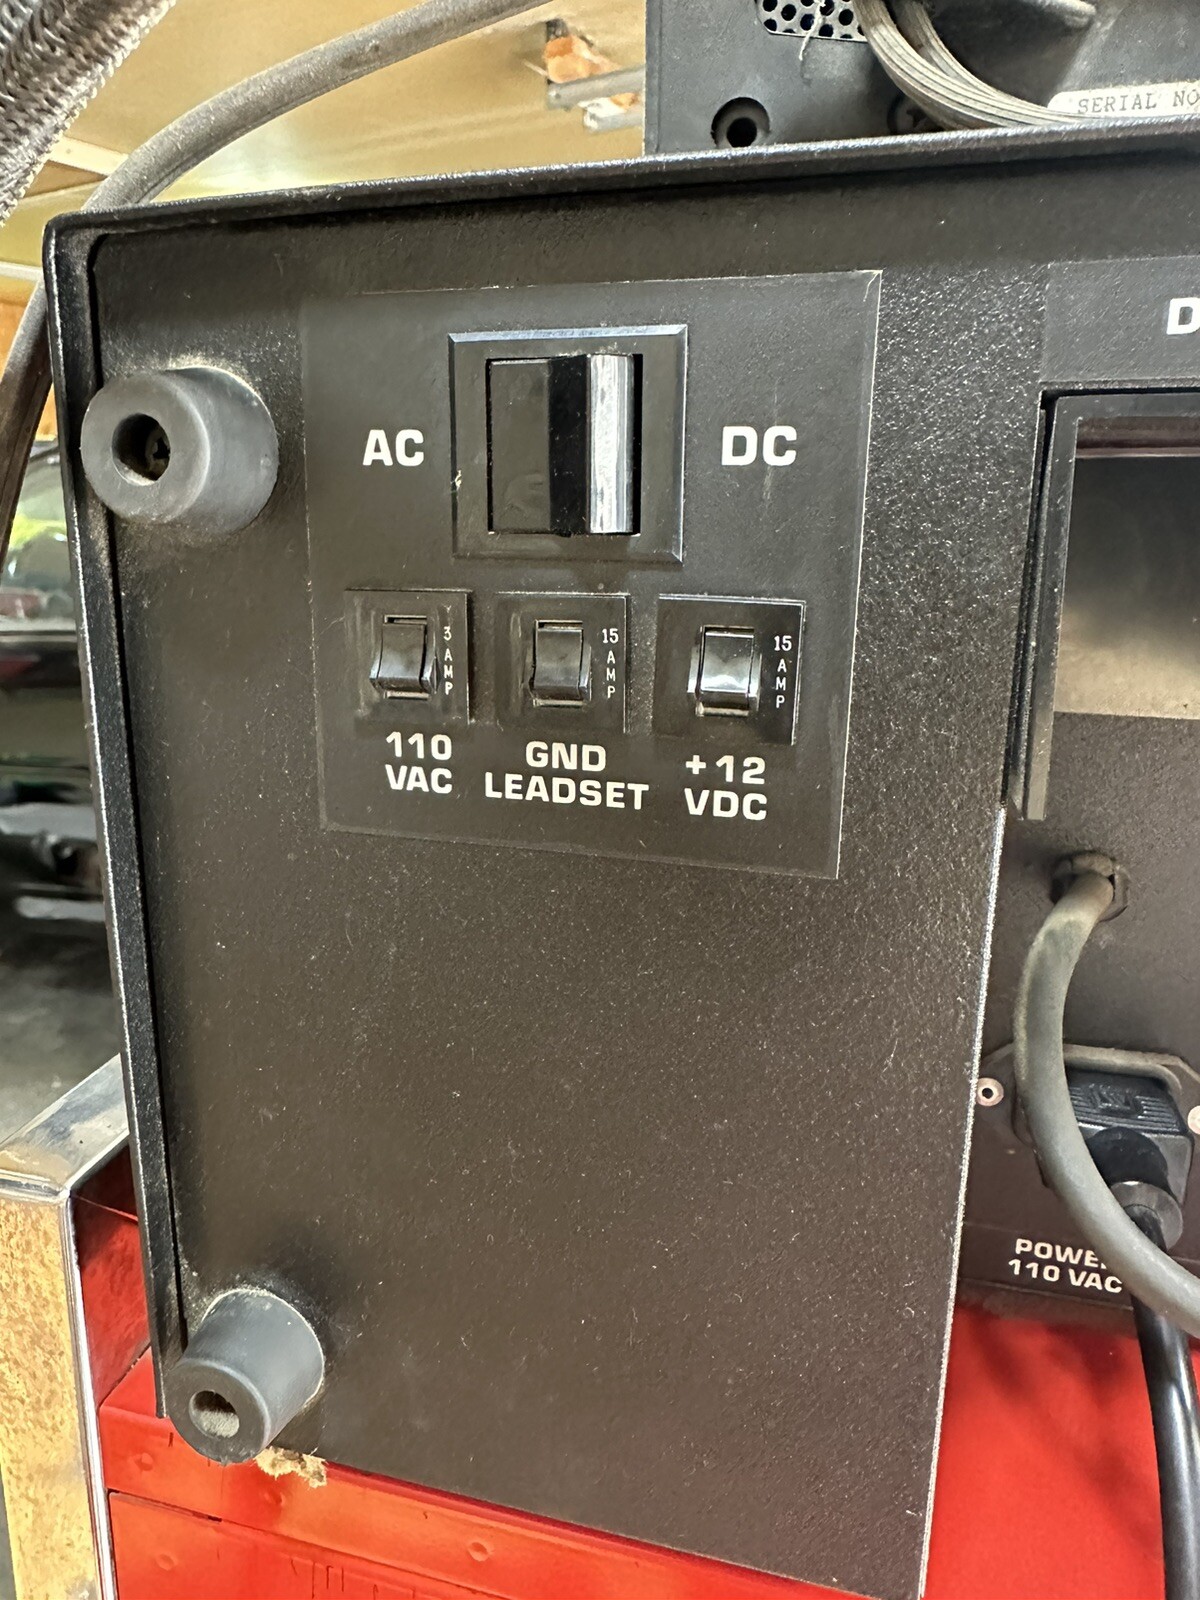 SERIAL NO
D
AC
DC
3 AMP
15 AMP
15 AMP
110
VAC
GND
LEADSET
+12
VDC
POWE
110 VAC